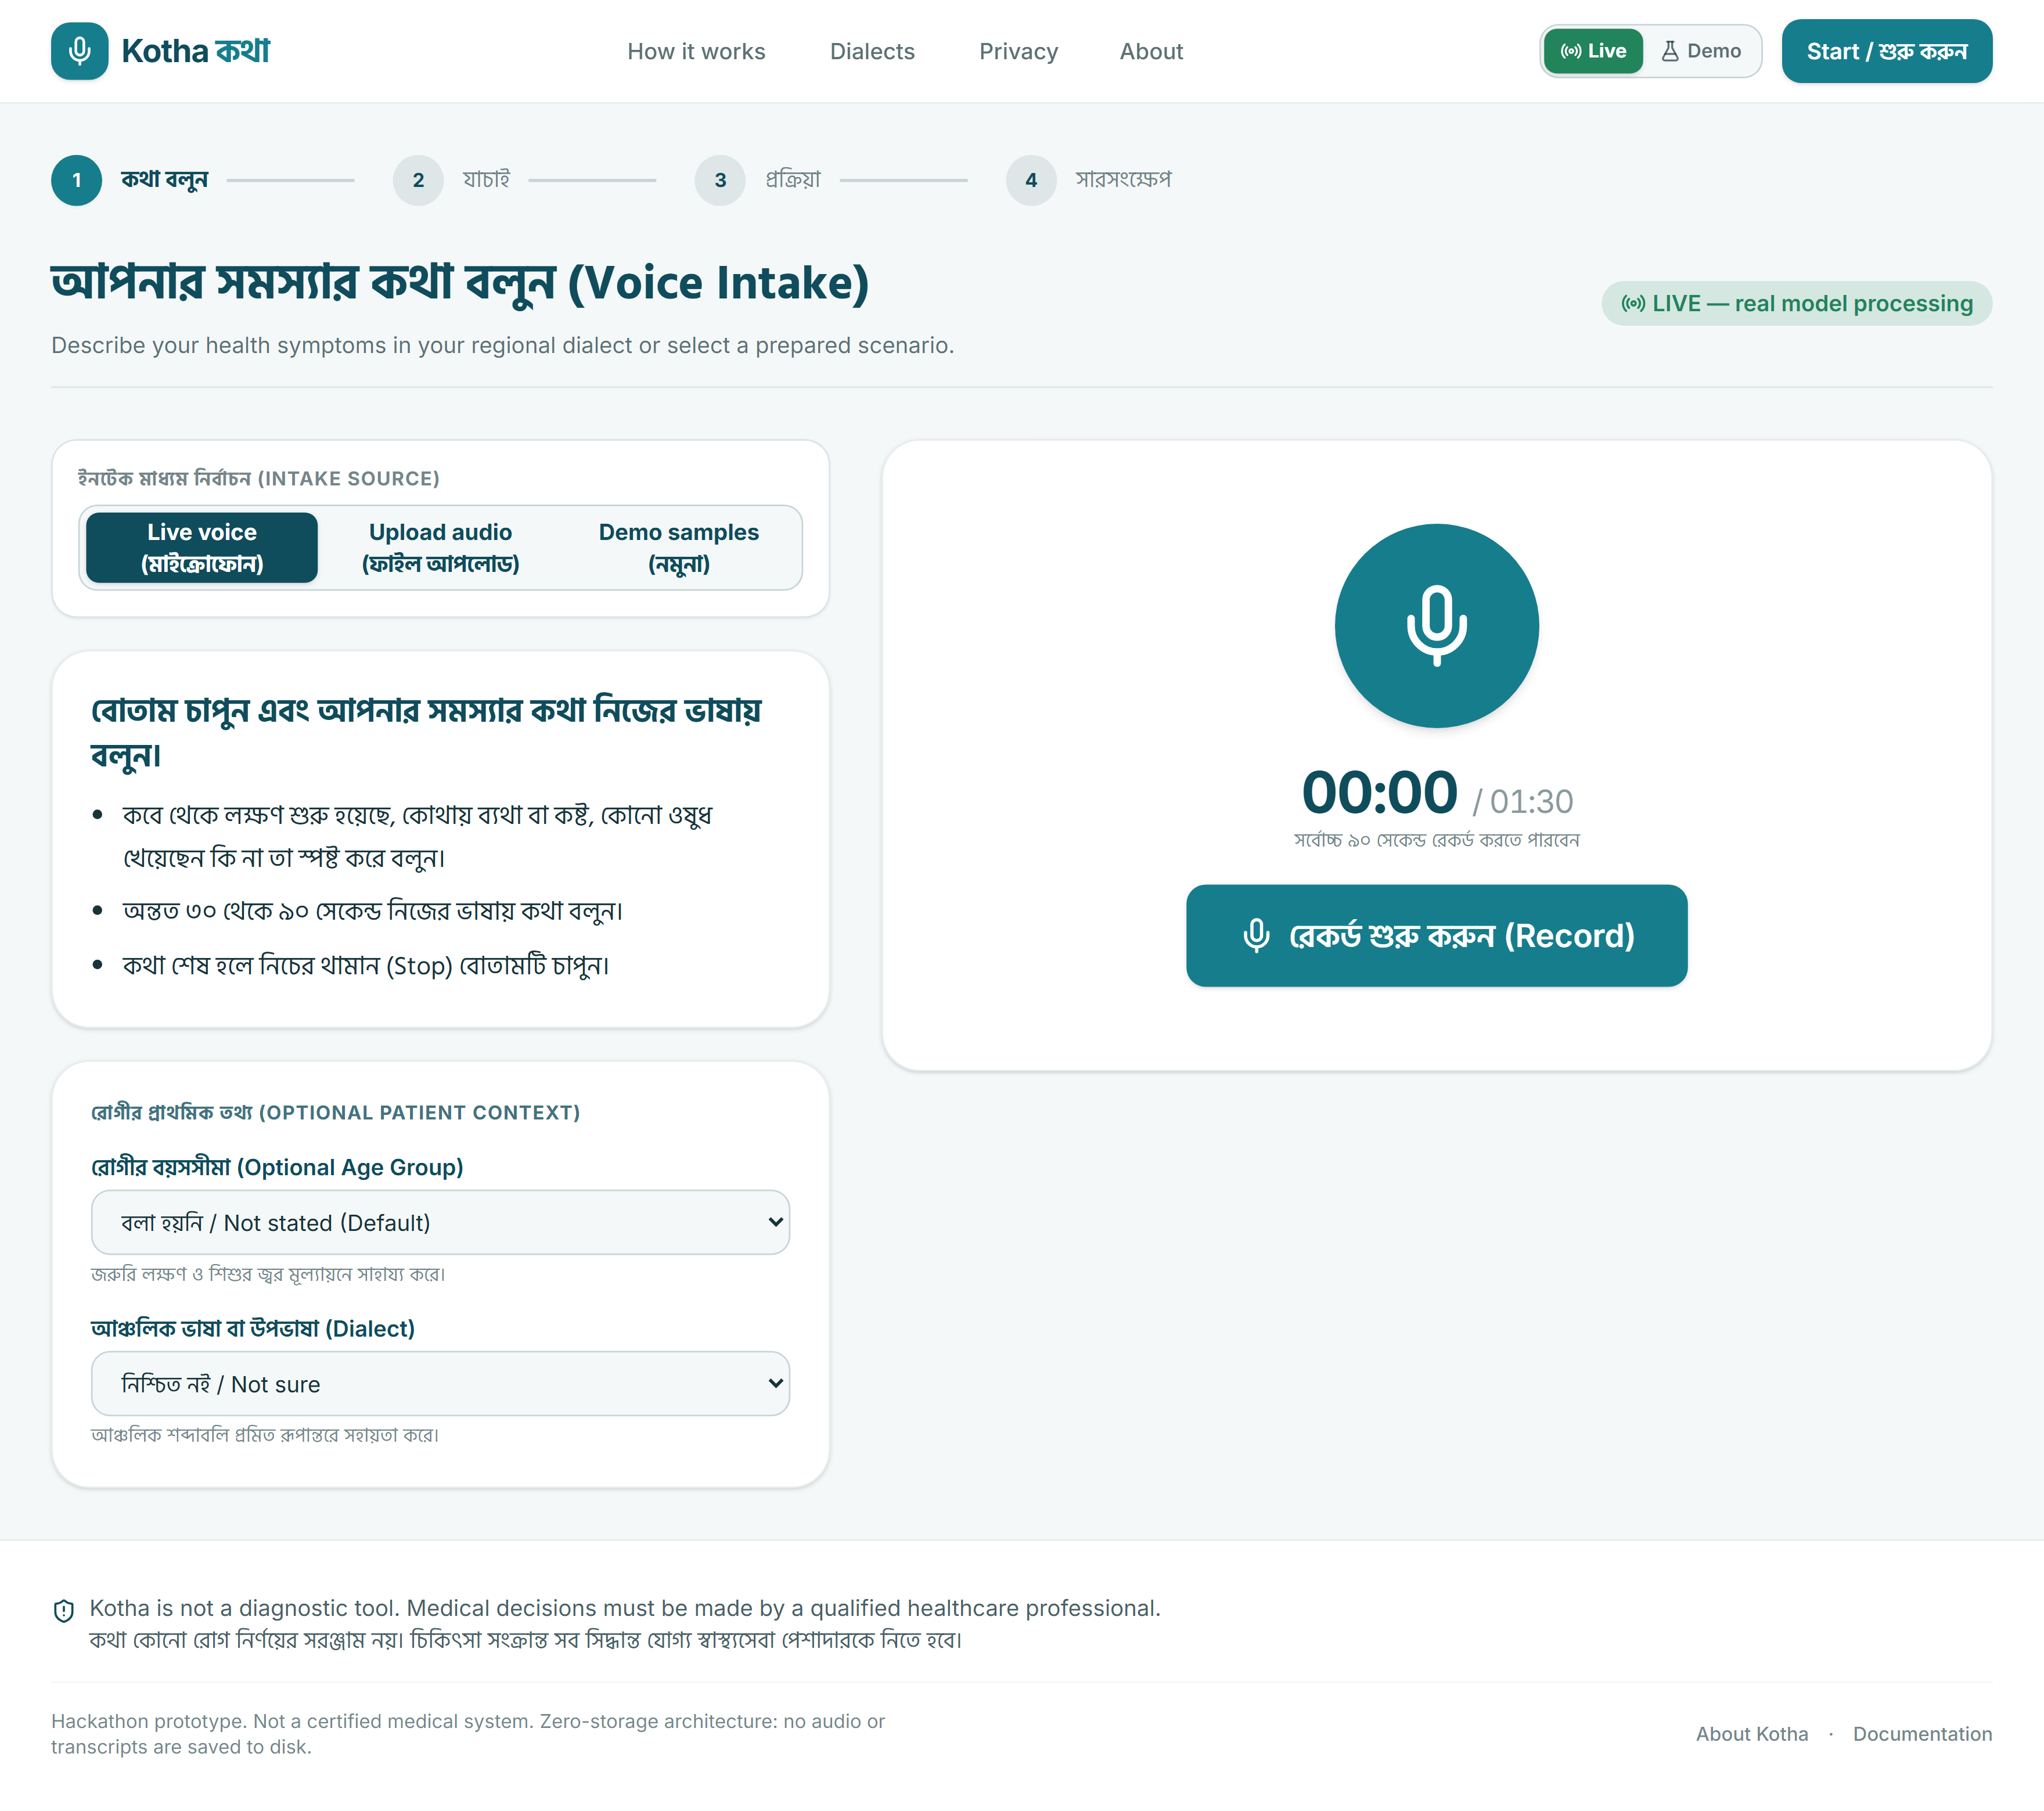 Kotha কথা
How it works
Dialects
Privacy
About
Live
Demo
Start / শুরু করুন
1 কথা বলুন
2 যাচাই
3 প্রক্রিয়া
4 সারসংক্ষেপ
আপনার সমস্যার কথা বলুন (Voice Intake)
LIVE — real model processing
Describe your health symptoms in your regional dialect or select a prepared scenario.
ইনটেক মাধ্যম নির্বাচন (INTAKE SOURCE)
Live voice
(মাইক্রোফোন)
Upload audio
(ফাইল আপলোড)
Demo samples
(নমুনা)
বোতাম চাপুন এবং আপনার সমস্যার কথা নিজের ভাষায়
বলুন।
• কবে থেকে লক্ষণ শুরু হয়েছে, কোথায় ব্যথা বা কষ্ট, কোনো ওষুধ
খেয়েছেন কি না তা স্পষ্ট করে বলুন।
• অন্তত ৩০ থেকে ৯০ সেকেন্ড নিজের ভাষায় কথা বলুন।
• কথা শেষ হলে নিচের থামান (Stop) বোতামটি চাপুন।
00:00 / 01:30
সর্বোচ্চ ৯০ সেকেন্ড রেকর্ড করতে পারবেন
রেকর্ড শুরু করুন (Record)
রোগীর প্রাথমিক তথ্য (OPTIONAL PATIENT CONTEXT)
রোগীর বয়সসীমা (Optional Age Group)
বলা হয়নি / Not stated (Default)
জরুরি লক্ষণ ও শিশুর জ্বর মূল্যায়নে সাহায্য করে।
আঞ্চলিক ভাষা বা উপভাষা (Dialect)
নিশ্চিত নই / Not sure
আঞ্চলিক শব্দাবলি প্রমিত রূপান্তরে সহায়তা করে।
Kotha is not a diagnostic tool. Medical decisions must be made by a qualified healthcare professional.
কথা কোনো রোগ নির্ণয়ের সরঞ্জাম নয়। চিকিৎসা সংক্রান্ত সব সিদ্ধান্ত যোগ্য স্বাস্থ্যসেবা পেশাদারকে নিতে হবে।
Hackathon prototype. Not a certified medical system. Zero-storage architecture: no audio or
transcripts are saved to disk.
About Kotha · Documentation